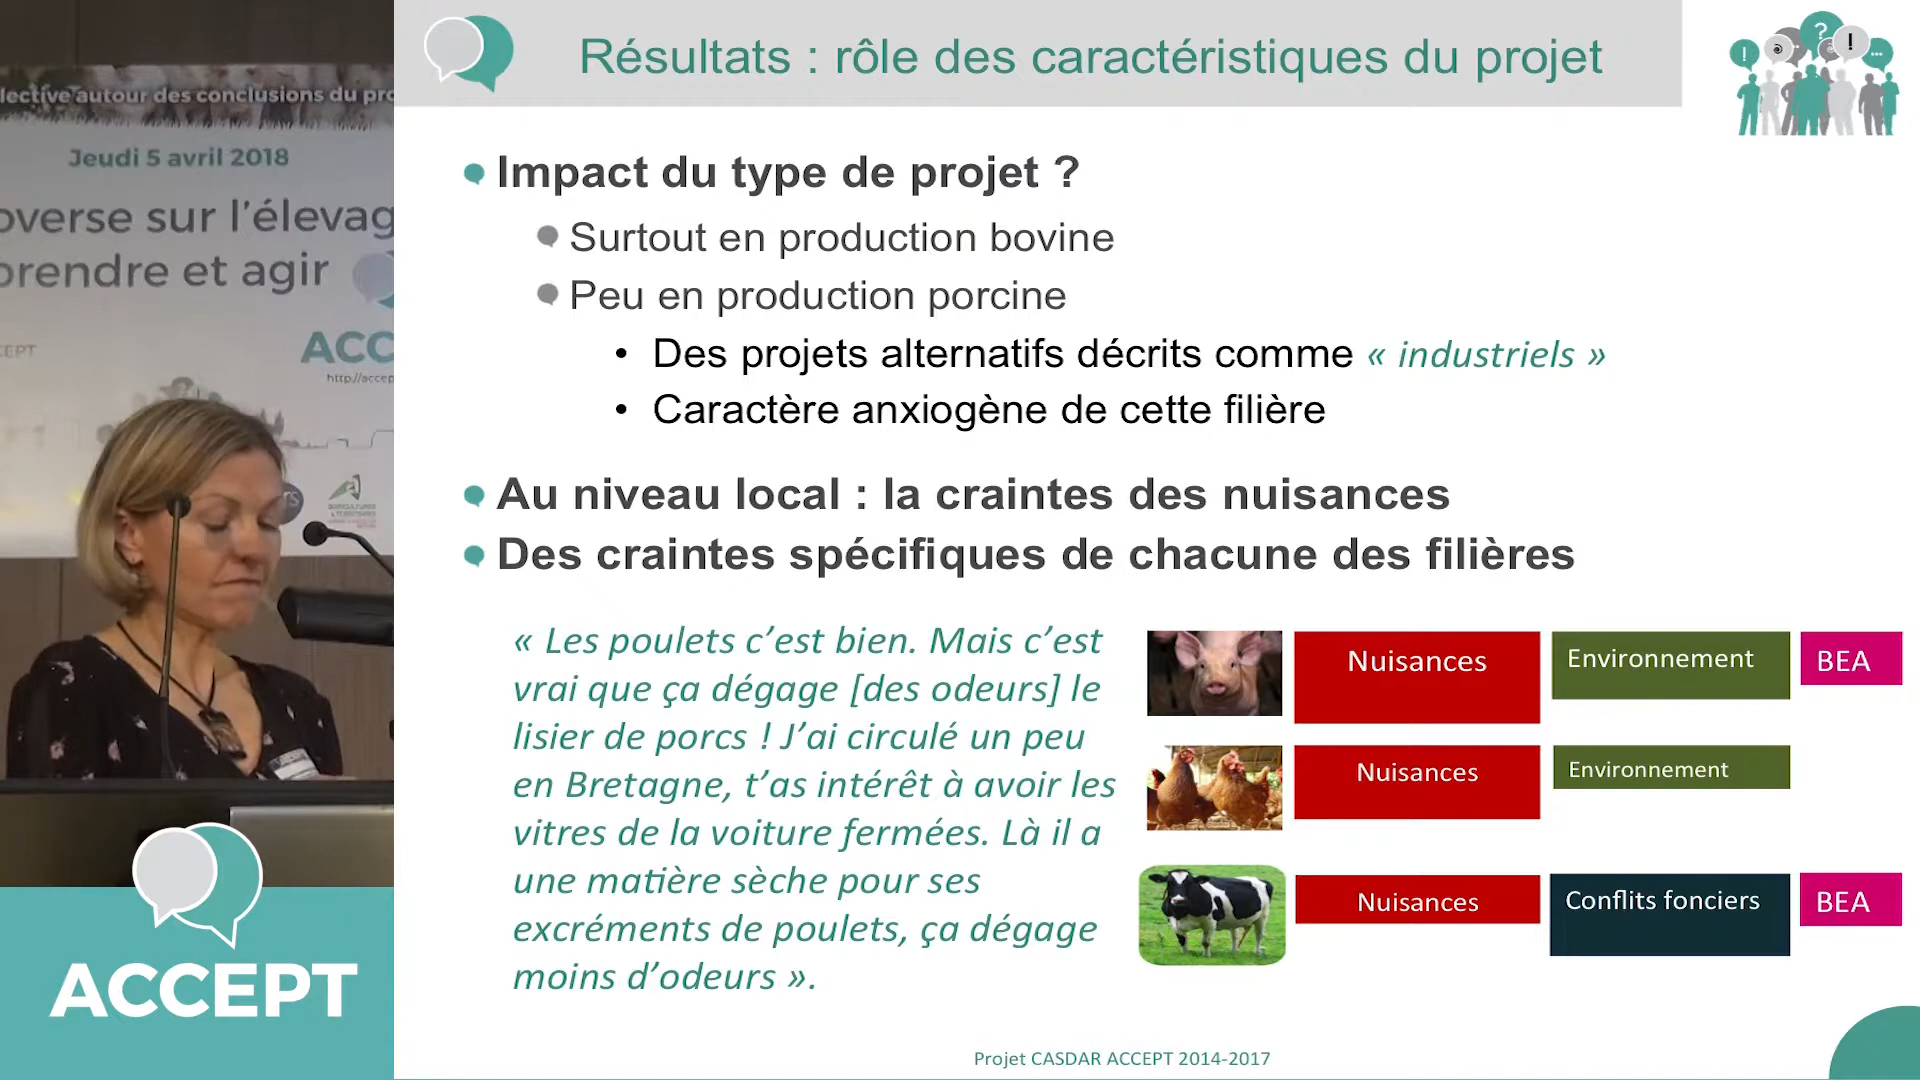 lective autour des conclusions du pro
Jeudi 5 avril 2018
overse sur l'élevag
prendre et agir
CEPT
ACC
http://accep
AGRICULTURES
& TERRITOIRES
ACCEPT
Résultats : rôle des caractéristiques du projet
?
!
!
...
Impact du type de projet ?
Surtout en production bovine
Peu en production porcine
• Des projets alternatifs décrits comme « industriels »
• Caractère anxiogène de cette filière
Au niveau local : la craintes des nuisances
Des craintes spécifiques de chacune des filières
« Les poulets c’est bien. Mais c’est
vrai que ça dégage [des odeurs] le
lisier de porcs ! J’ai circulé un peu
en Bretagne, t’as intérêt à avoir les
vitres de la voiture fermées. Là il a
une matière sèche pour ses
excréments de poulets, ça dégage
moins d’odeurs ».
Nuisances Environnement BEA
Nuisances Environnement
Nuisances Conflits fonciers BEA
Projet CASDAR ACCEPT 2014-2017